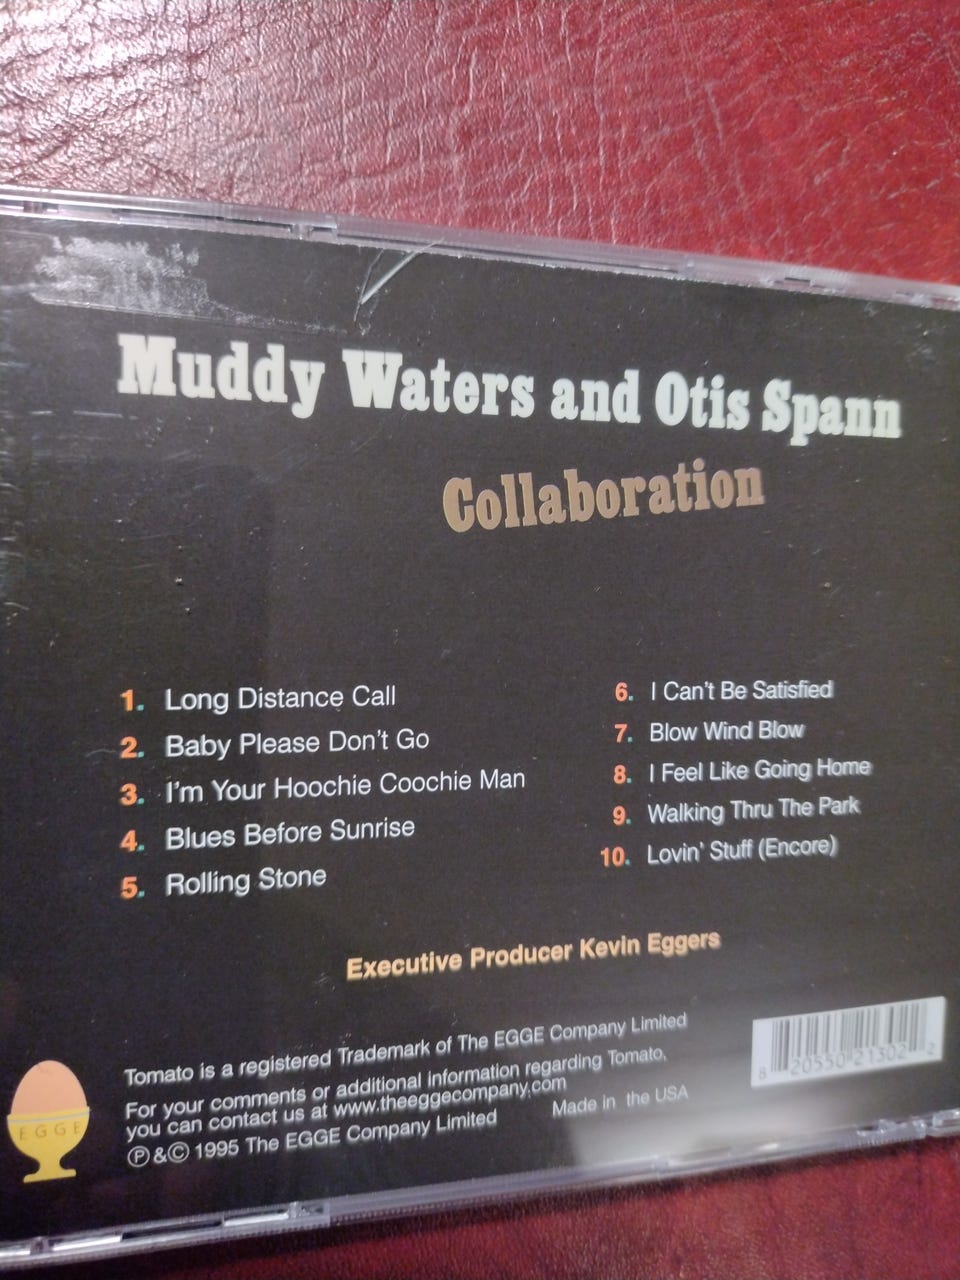 Muddy Waters and Otis Spann
Collaboration
1. Long Distance Call
2. Baby Please Don't Go
3. I'm Your Hoochie Coochie Man
4. Blues Before Sunrise
5. Rolling Stone
6. I Can't Be Satisfied
7. Blow Wind Blow
8. I Feel Like Going Home
9. Walking Thru The Park
10. Lovin' Stuff (Encore)
Executive Producer Kevin Eggers
Tomato is a registered Trademark of The EGGE Company Limited
For your comments or additional information regarding Tomato,
you can contact us at www.theeggecompany.com
℗ &© 1995 The EGGE Company Limited
Made in the USA
EGGE
8 20550 21302 2